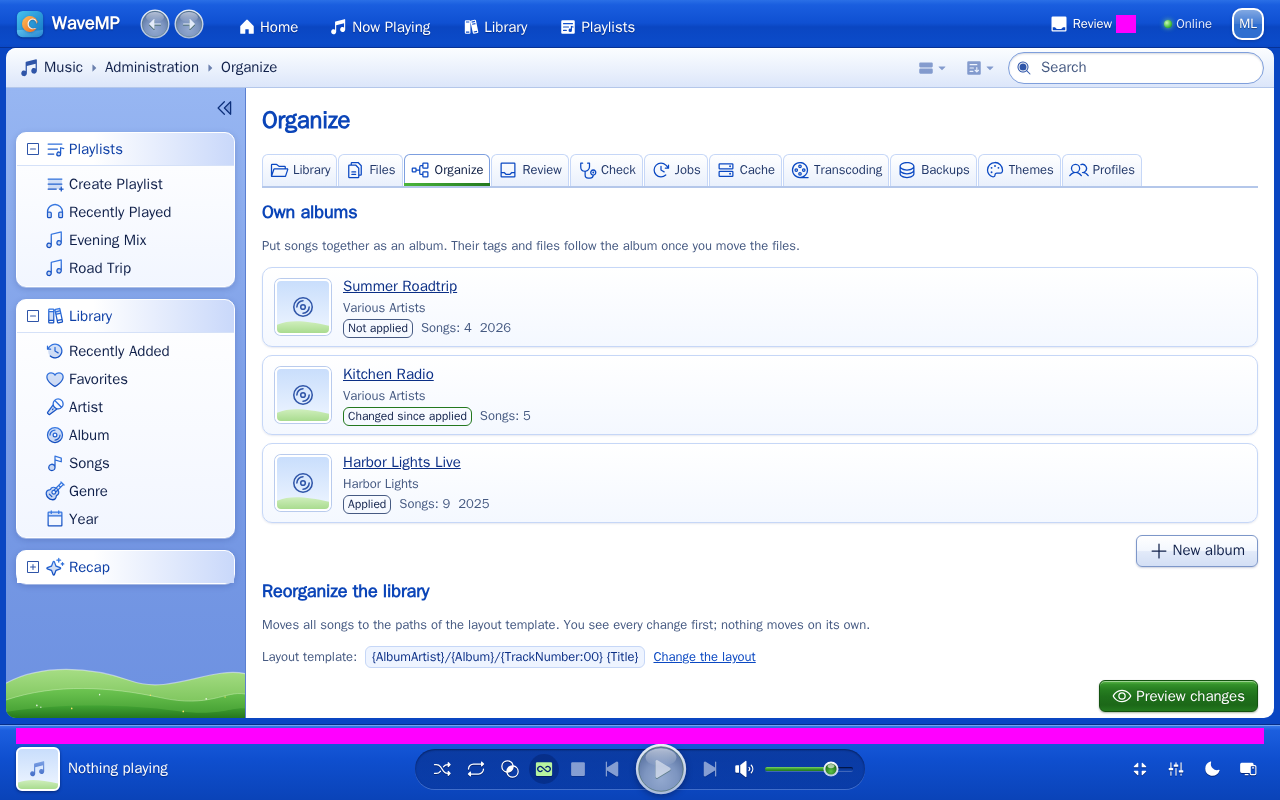 WaveMP
Home
Now Playing
Library
Playlists
Review
Online
ML
Music
Administration
Organize
Search
Playlists
Create Playlist
Recently Played
Evening Mix
Road Trip
Library
Recently Added
Favorites
Artist
Album
Songs
Genre
Year
Recap
Organize
Library
Files
Organize
Review
Check
Jobs
Cache
Transcoding
Backups
Themes
Profiles
Own albums
Put songs together as an album. Their tags and files follow the album once you move the files.
Summer Roadtrip
Various Artists
Not applied Songs: 4 2026
Kitchen Radio
Various Artists
Changed since applied Songs: 5
Harbor Lights Live
Harbor Lights
Applied Songs: 9 2025
New album
Reorganize the library
Moves all songs to the paths of the layout template. You see every change first; nothing moves on its own.
Layout template: {AlbumArtist}/{Album}/{TrackNumber:00} {Title} Change the layout
Preview changes
Nothing playing